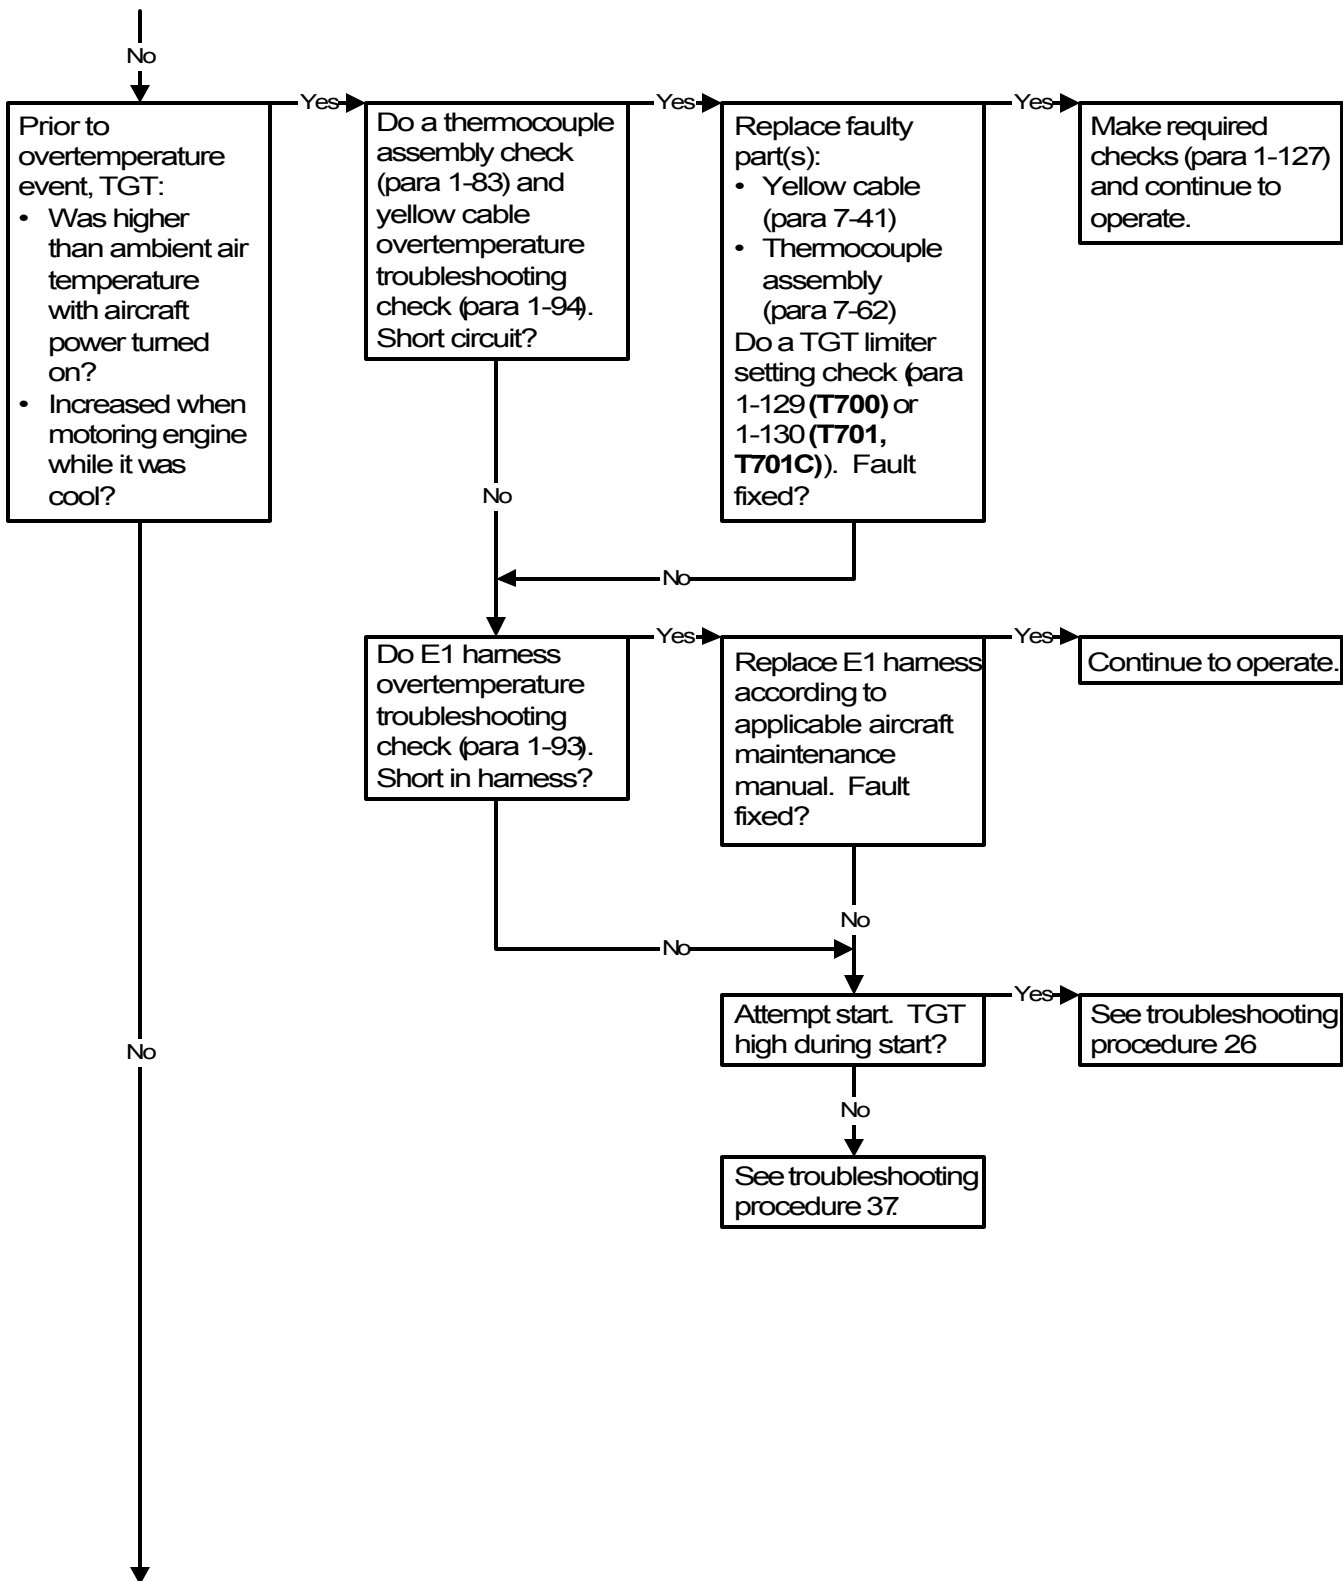 No
Prior to
overtemperature
event, TGT:
• Was higher
than ambient air
temperature
with aircraft
power turned
on?
• Increased when
motoring engine
while it was
cool?
Yes
Do a thermocouple
assembly check
(para 1-83) and
yellow cable
overtemperature
troubleshooting
check (para 1-94).
Short circuit?
Yes
Replace faulty
part(s):
• Yellow cable
(para 7-41)
• Thermocouple
assembly
(para 7-62)
Do a TGT limiter
setting check (para
1-129 (T700) or
1-130 (T701,
T701C)). Fault
fixed?
Yes
Make required
checks (para 1-127)
and continue to
operate.
No
No
Do E1 harness
overtemperature
troubleshooting
check (para 1-93).
Short in harness?
Yes
Replace E1 harness
according to
applicable aircraft
maintenance
manual. Fault
fixed?
Yes
Continue to operate.
No
No
Attempt start. TGT
high during start?
Yes
See troubleshooting
procedure 26.
No
No
See troubleshooting
procedure 37.